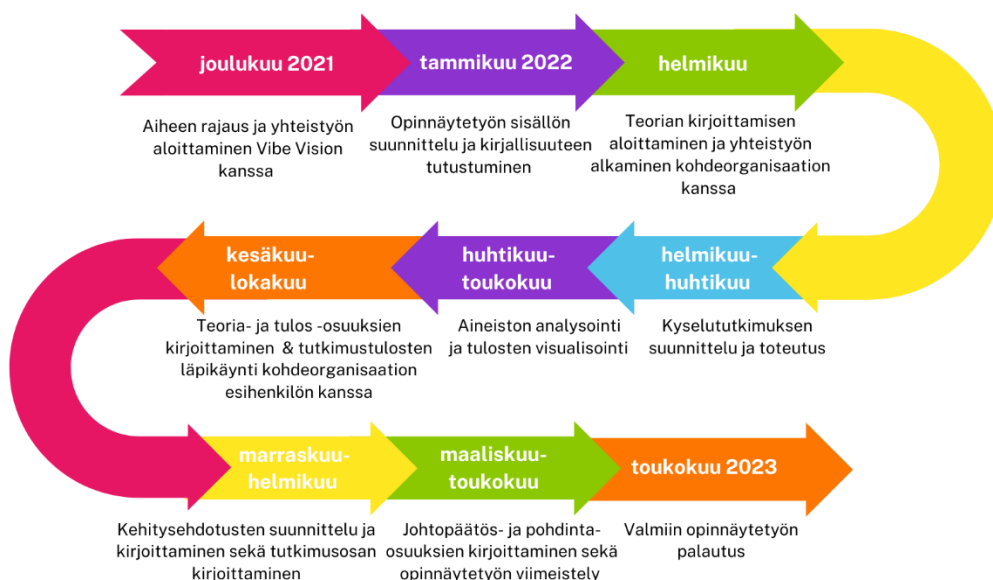 joulukuu 2021
Aiheen rajaus ja yhteistyön
aloittaminen Vibe Vision
kanssa
tammikuu 2022
Opinnäytetyön sisällön
suunnittelu ja kirjallisuuteen
tutustuminen
helmikuu
Teorian kirjoittamisen
aloittaminen ja yhteistyön
alkaminen kohdeorganisaation
kanssa
helmikuu-
huhtikuu
Kyselututkimuksen
suunnittelu ja toteutus
huhtikuu-
toukokuu
Aineiston analysointi
ja tulosten visualisointi
kesäkuu-
lokakuu
Teoria- ja tulos -osuuksien
kirjoittaminen & tutkimustulosten
läpikäynti kohdeorganisaation
esihenkilön kanssa
marraskuu-
helmikuu
Kehitysehdotusten suunnittelu ja
kirjoittaminen sekä tutkimusosan
kirjoittaminen
maaliskuu-
toukokuu
Johtopäätös- ja pohdinta-
osuuksien kirjoittaminen sekä
opinnäytetyön viimeistely
toukokuu 2023
Valmiin opinnäytetyön
palautus